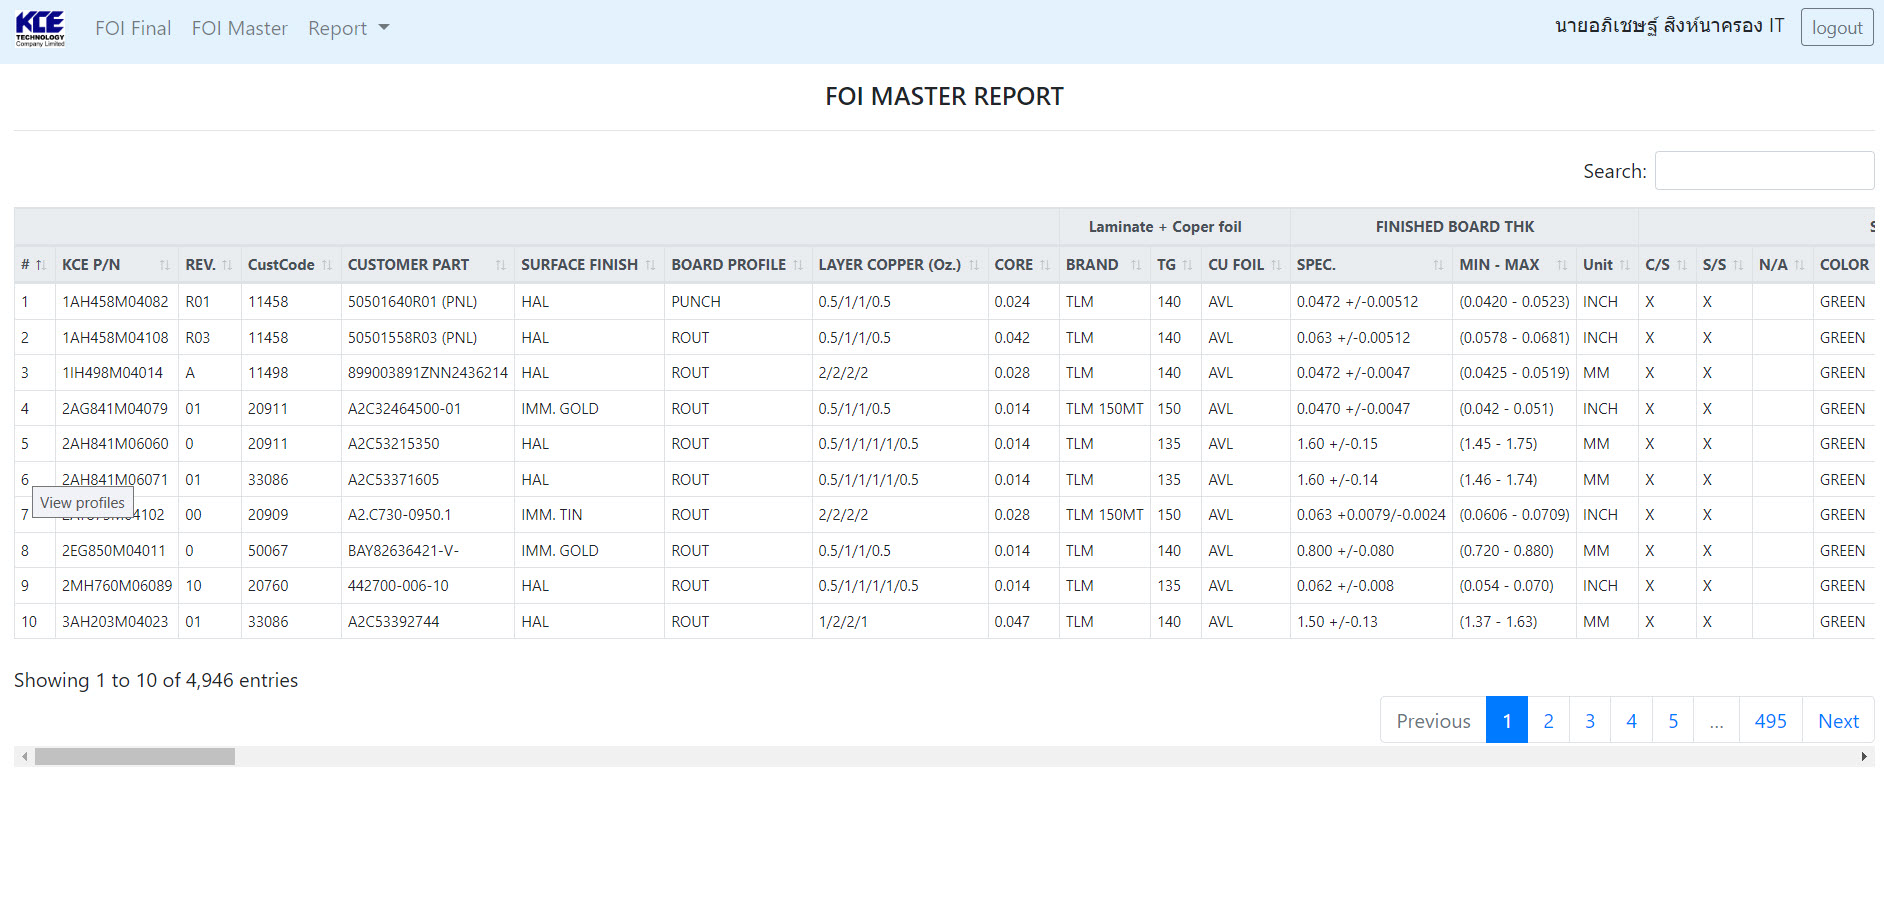 KCE
TECHNOLOGY
Company Limited
FOI Final FOI Master Report
นายอภิเชษฐ์ สิงห์นาครอง IT logout
FOI MASTER REPORT
Search:
Laminate + Coper foil FINISHED BOARD THK
# KCE P/N REV. CustCode CUSTOMER PART SURFACE FINISH BOARD PROFILE LAYER COPPER (Oz.) CORE BRAND TG CU FOIL SPEC. MIN - MAX Unit C/S S/S N/A COLOR
1 1AH458M04082 R01 11458 50501640R01 (PNL) HAL PUNCH 0.5/1/1/0.5 0.024 TLM 140 AVL 0.0472 +/-0.00512 (0.0420 - 0.0523) INCH X X GREEN
2 1AH458M04108 R03 11458 50501558R03 (PNL) HAL ROUT 0.5/1/1/0.5 0.042 TLM 140 AVL 0.063 +/-0.00512 (0.0578 - 0.0681) INCH X X GREEN
3 1IH498M04014 A 11498 899003891ZNN2436214 HAL ROUT 2/2/2/2 0.028 TLM 140 AVL 0.0472 +/-0.0047 (0.0425 - 0.0519) MM X X GREEN
4 2AG841M04079 01 20911 A2C32464500-01 IMM. GOLD ROUT 0.5/1/1/0.5 0.014 TLM 150MT 150 AVL 0.0470 +/-0.0047 (0.042 - 0.051) INCH X X GREEN
5 2AH841M06060 0 20911 A2C53215350 HAL ROUT 0.5/1/1/1/1/0.5 0.014 TLM 135 AVL 1.60 +/-0.15 (1.45 - 1.75) MM X X GREEN
6 2AH841M06071 01 33086 A2C53371605 HAL ROUT 0.5/1/1/1/1/0.5 0.014 TLM 135 AVL 1.60 +/-0.14 (1.46 - 1.74) MM X X GREEN
View profiles
7 00 20909 A2.C730-0950.1 IMM. TIN ROUT 2/2/2/2 0.028 TLM 150MT 150 AVL 0.063 +0.0079/-0.0024 (0.0606 - 0.0709) INCH X X GREEN
8 2EG850M04011 0 50067 BAY82636421-V- IMM. GOLD ROUT 0.5/1/1/0.5 0.014 TLM 140 AVL 0.800 +/-0.080 (0.720 - 0.880) MM X X GREEN
9 2MH760M06089 10 20760 442700-006-10 HAL ROUT 0.5/1/1/1/1/0.5 0.014 TLM 135 AVL 0.062 +/-0.008 (0.054 - 0.070) INCH X X GREEN
10 3AH203M04023 01 33086 A2C53392744 HAL ROUT 1/2/2/1 0.047 TLM 140 AVL 1.50 +/-0.13 (1.37 - 1.63) MM X X GREEN
Showing 1 to 10 of 4,946 entries
Previous 1 2 3 4 5 ... 495 Next